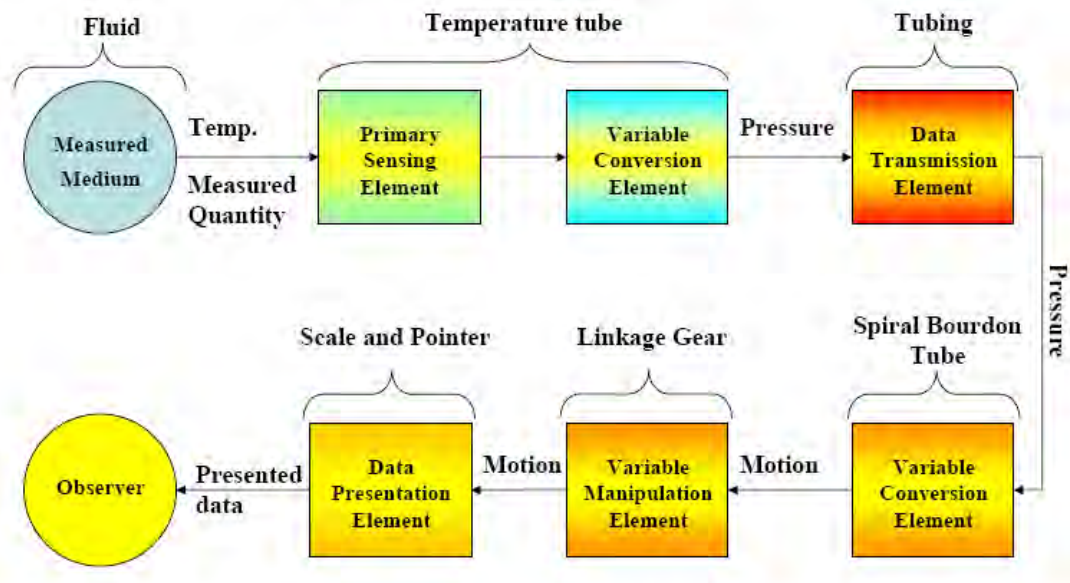 Fluid
Temperature tube
Tubing
Measured
Medium
Temp.
Measured
Quantity
Primary
Sensing
Element
Variable
Conversion
Element
Pressure
Data
Transmission
Element
Pressure
Scale and Pointer
Linkage Gear
Spiral Bourdon
Tube
Observer
Presented
data
Data
Presentation
Element
Motion
Variable
Manipulation
Element
Motion
Variable
Conversion
Element